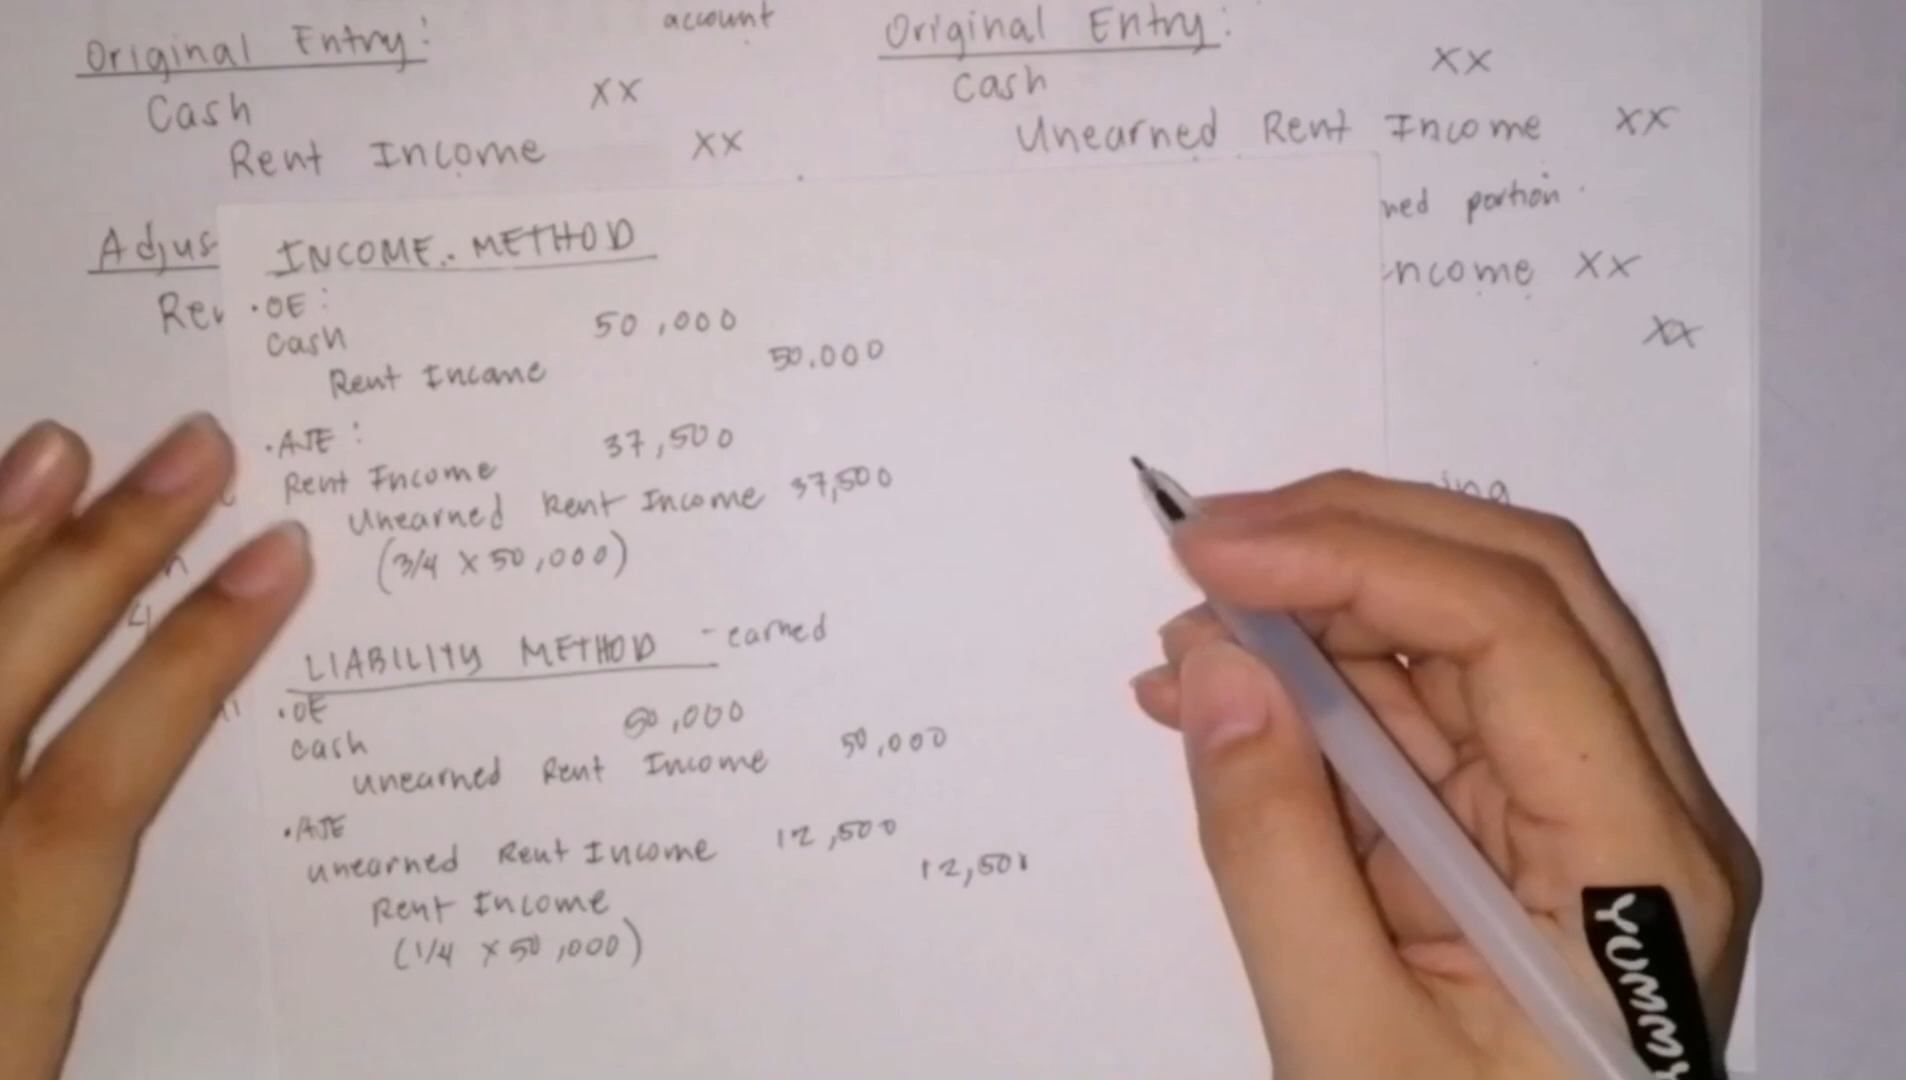 account
Original Entry:
Cash xx
Rent Income xx
Original Entry:
Cash xx
Unearned Rent Income xx
Adjus
portion
ncome xx
xx
INCOME METHOD
• OE:
Cash 50,000
Rent Income 50.000
• AJE:
Rent Income 37,500
Unearned Rent Income 37,500
(3/4 x 50,000)
LIABILITY METHOD - earned
• OE
cash 50,000
unearned Rent Income 50,000
• AJE
unearned Rent Income 12,500
Rent Income 12,50
(1/4 x 50,000)
YUMMY